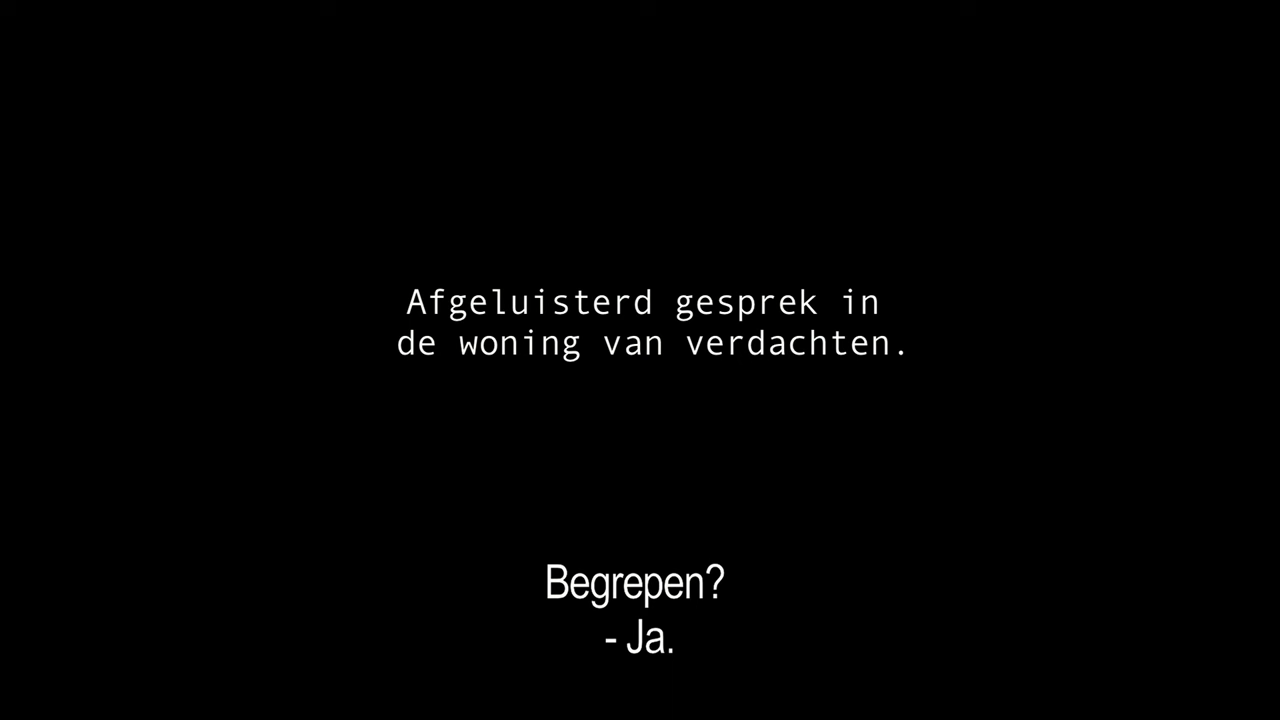 Afgeluisterd gesprek in
de woning van verdachten.
Begrepen?
- Ja.